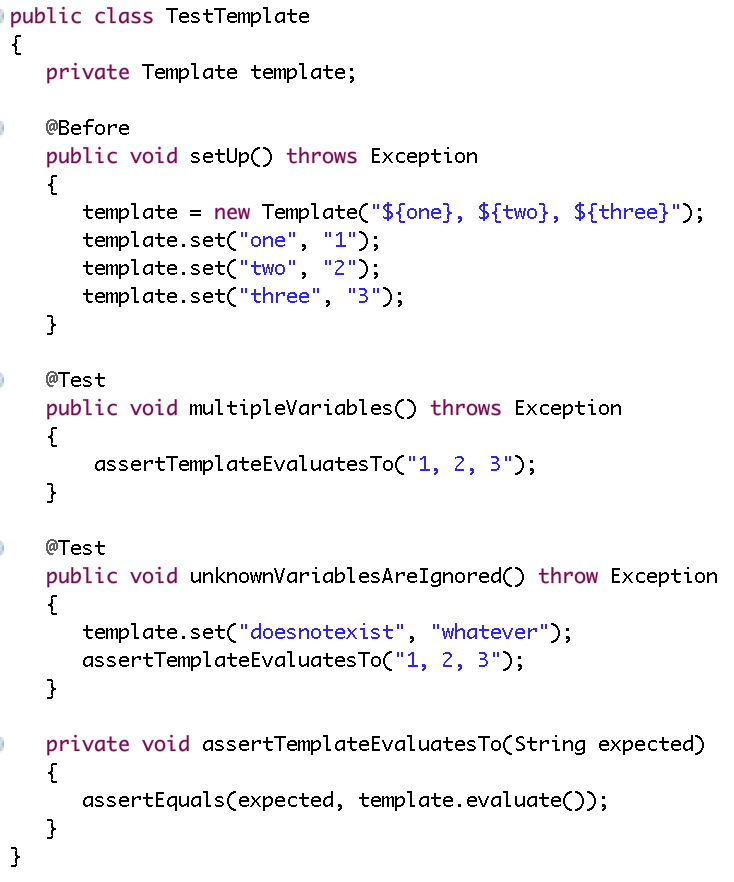 public class TestTemplate
{
private Template template;
@Before
public void setUp() throws Exception
{
template = new Template("${one}, ${two}, ${three}");
template.set("one", "1");
template.set("two", "2");
template.set("three", "3");
}
@Test
public void multipleVariables() throws Exception
{
assertTemplateEvaluatesTo("1, 2, 3");
}
@Test
public void unknownVariablesAreIgnored() throw Exception
{
template.set("doesnotexist", "whatever");
assertTemplateEvaluatesTo("1, 2, 3");
}
private void assertTemplateEvaluatesTo(String expected)
{
assertEquals(expected, template.evaluate());
}
}